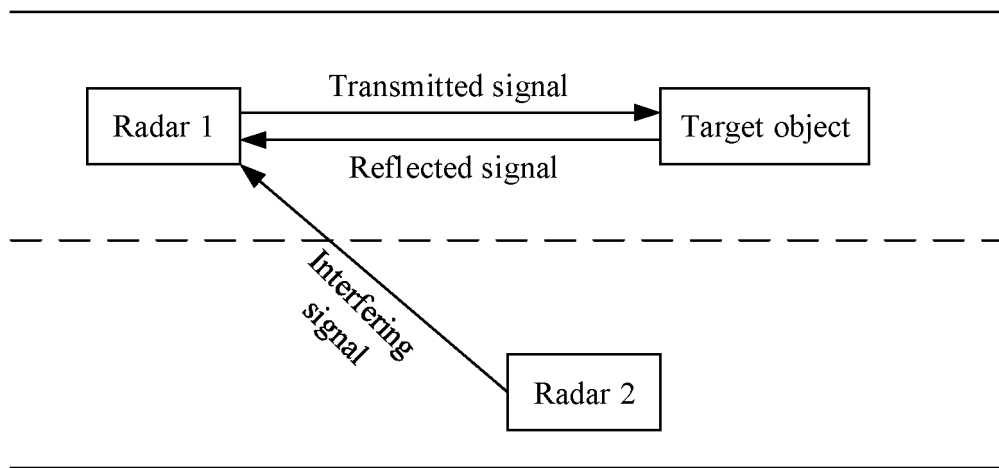 Transmitted signal
Radar 1
Target object
Reflected signal
Interfering
signal
Radar 2